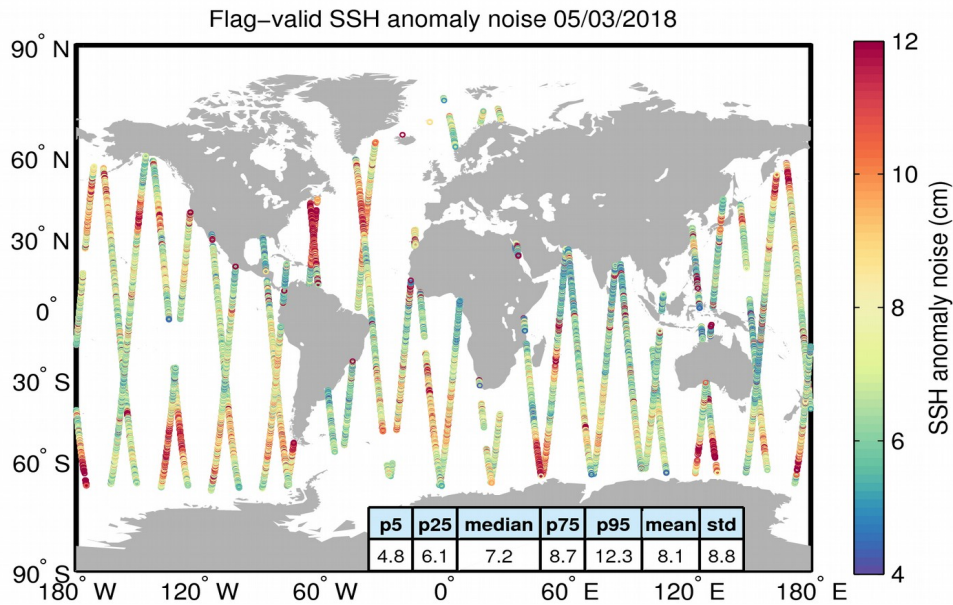 Flag−valid SSH anomaly noise 05/03/2018
90° N
60° N
30° N
0°
30° S
60° S
90° S
180° W
120° W
60° W
0°
60° E
120° E
180° E
p5 p25 median p75 p95 mean std
4.8 6.1 7.2 8.7 12.3 8.1 8.8
12
10
8
6
4
SSH anomaly noise (cm)